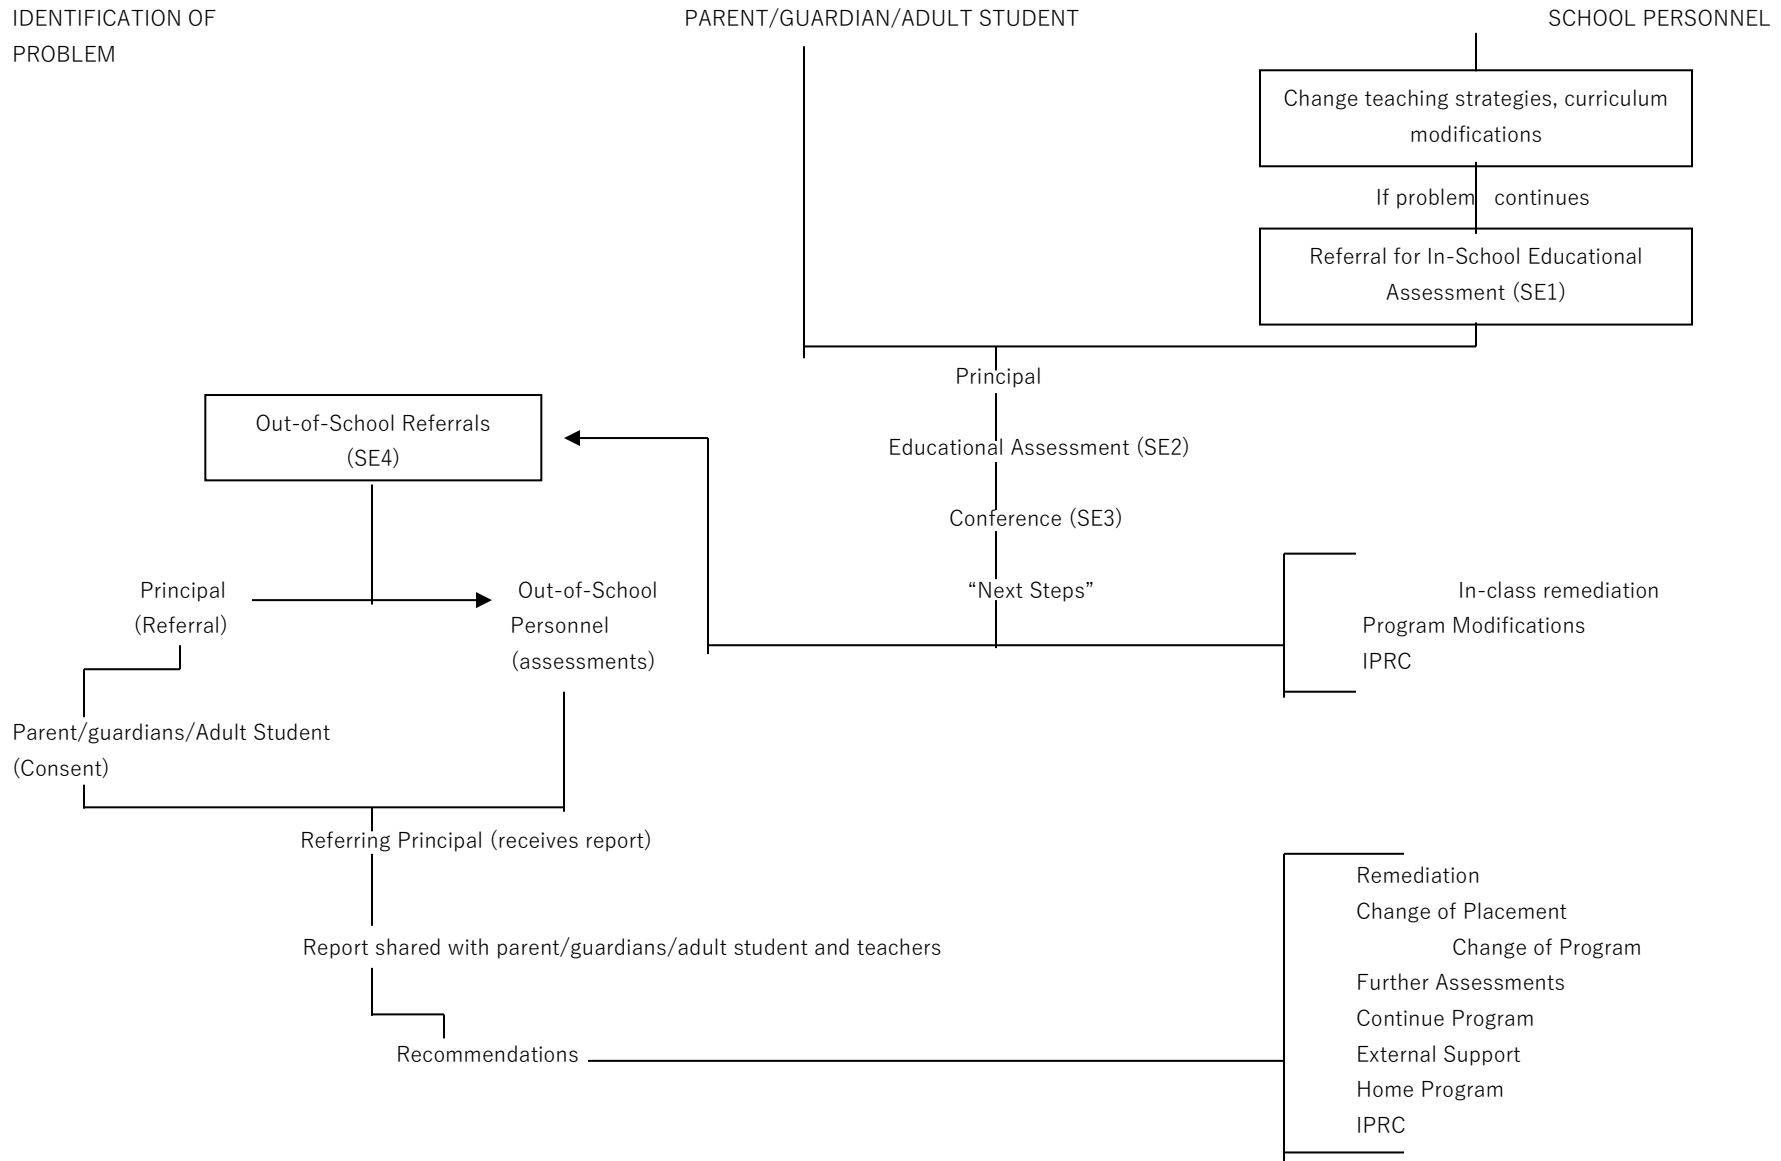 IDENTIFICATION OF
PROBLEM
PARENT/GUARDIAN/ADULT STUDENT
SCHOOL PERSONNEL
Change teaching strategies, curriculum
modifications
If problem continues
Referral for In-School Educational
Assessment (SE1)
Principal
Educational Assessment (SE2)
Conference (SE3)
“Next Steps”
In-class remediation
Program Modifications
IPRC
Out-of-School Referrals
(SE4)
Principal
(Referral)
Out-of-School
Personnel
(assessments)
Parent/guardians/Adult Student
(Consent)
Referring Principal (receives report)
Report shared with parent/guardians/adult student and teachers
Recommendations
Remediation
Change of Placement
Change of Program
Further Assessments
Continue Program
External Support
Home Program
IPRC